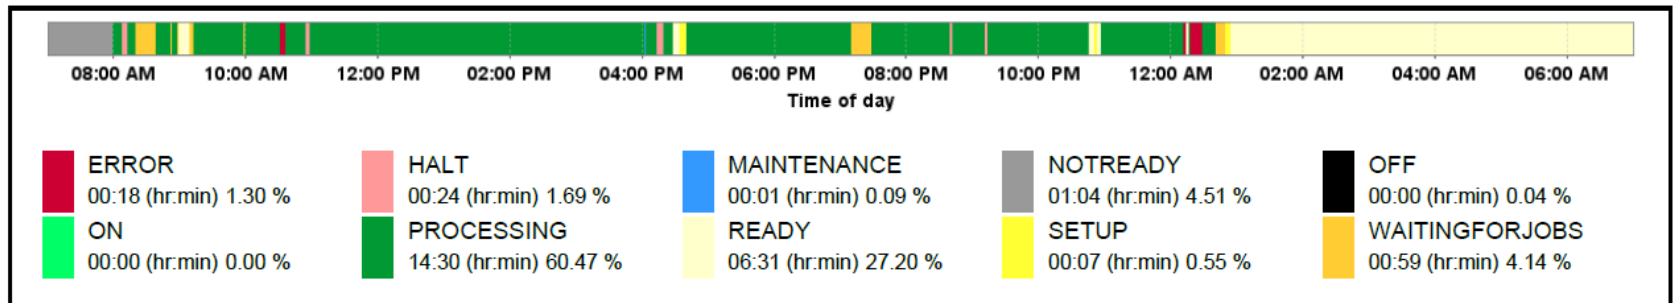 08:00 AM 10:00 AM 12:00 PM 02:00 PM 04:00 PM 06:00 PM 08:00 PM 10:00 PM 12:00 AM 02:00 AM 04:00 AM 06:00 AM
Time of day
ERROR HALT MAINTENANCE NOTREADY OFF
00:18 (hr:min) 1.30 % 00:24 (hr:min) 1.69 % 00:01 (hr:min) 0.09 % 01:04 (hr:min) 4.51 % 00:00 (hr:min) 0.04 %
ON PROCESSING READY SETUP WAITINGFORJOBS
00:00 (hr:min) 0.00 % 14:30 (hr:min) 60.47 % 06:31 (hr:min) 27.20 % 00:07 (hr:min) 0.55 % 00:59 (hr:min) 4.14 %